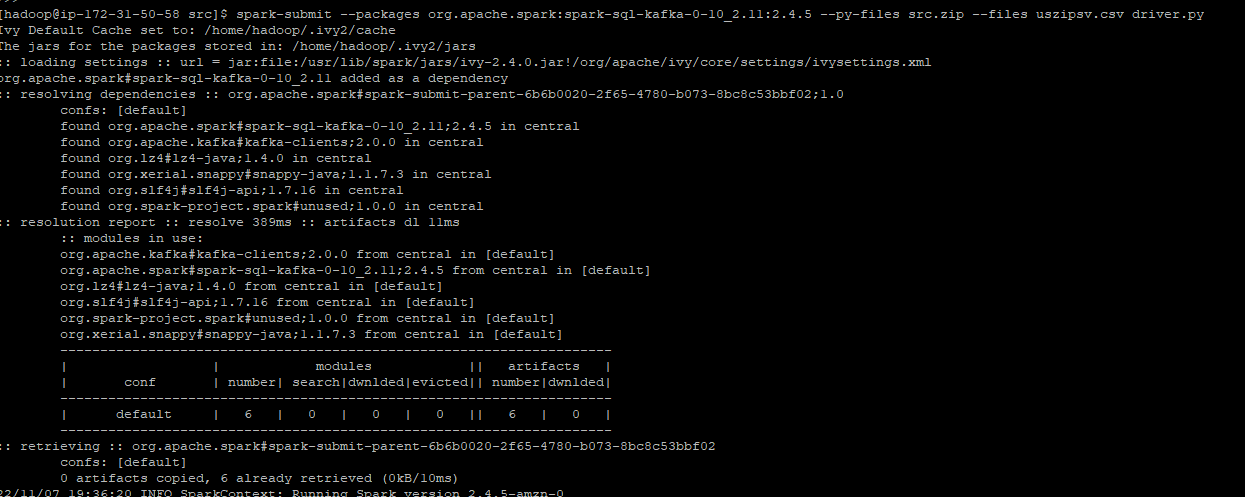 [hadoop@ip-172-31-50-58 src]$ spark-submit --packages org.apache.spark:spark-sql-kafka-0-10_2.11:2.4.5 --py-files src.zip --files uszipsv.csv driver.py
Ivy Default Cache set to: /home/hadoop/.ivy2/cache
The jars for the packages stored in: /home/hadoop/.ivy2/jars
:: loading settings :: url = jar:file:/usr/lib/spark/jars/ivy-2.4.0.jar!/org/apache/ivy/core/settings/ivysettings.xml
org.apache.spark#spark-sql-kafka-0-10_2.11 added as a dependency
:: resolving dependencies :: org.apache.spark#spark-submit-parent-6b6b0020-2f65-4780-b073-8bc8c53bbf02;1.0
confs: [default]
found org.apache.spark#spark-sql-kafka-0-10_2.11;2.4.5 in central
found org.apache.kafka#kafka-clients;2.0.0 in central
found org.lz4#lz4-java;1.4.0 in central
found org.xerial.snappy#snappy-java;1.1.7.3 in central
found org.slf4j#slf4j-api;1.7.16 in central
found org.spark-project.spark#unused;1.0.0 in central
:: resolution report :: resolve 389ms :: artifacts dl 11ms
:: modules in use:
org.apache.kafka#kafka-clients;2.0.0 from central in [default]
org.apache.spark#spark-sql-kafka-0-10_2.11;2.4.5 from central in [default]
org.lz4#lz4-java;1.4.0 from central in [default]
org.slf4j#slf4j-api;1.7.16 from central in [default]
org.spark-project.spark#unused;1.0.0 from central in [default]
org.xerial.snappy#snappy-java;1.1.7.3 from central in [default]
---------------------------------------------------------------------
|                  |            modules            ||   artifacts   |
|       conf       | number| search|dwnlded|evicted|| number|dwnlded|
---------------------------------------------------------------------
|      default     |   6   |   0   |   0   |   0   ||   6   |   0   |
---------------------------------------------------------------------
:: retrieving :: org.apache.spark#spark-submit-parent-6b6b0020-2f65-4780-b073-8bc8c53bbf02
confs: [default]
0 artifacts copied, 6 already retrieved (0kB/10ms)
22/11/07 19:36:20 INFO SparkContext: Running Spark version 2.4.5-amzn-0